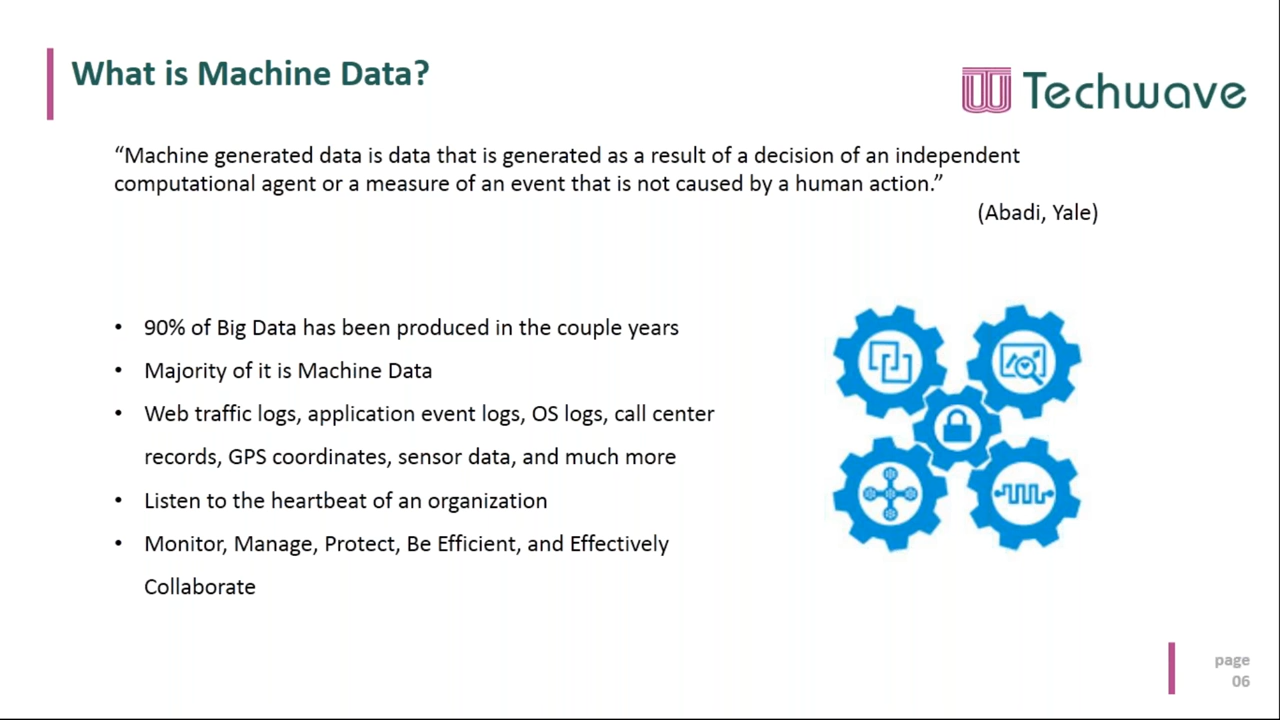 What is Machine Data?
Techwave
“Machine generated data is data that is generated as a result of a decision of an independent
computational agent or a measure of an event that is not caused by a human action.”
(Abadi, Yale)
• 90% of Big Data has been produced in the couple years
• Majority of it is Machine Data
• Web traffic logs, application event logs, OS logs, call center
records, GPS coordinates, sensor data, and much more
• Listen to the heartbeat of an organization
• Monitor, Manage, Protect, Be Efficient, and Effectively
Collaborate
page
06